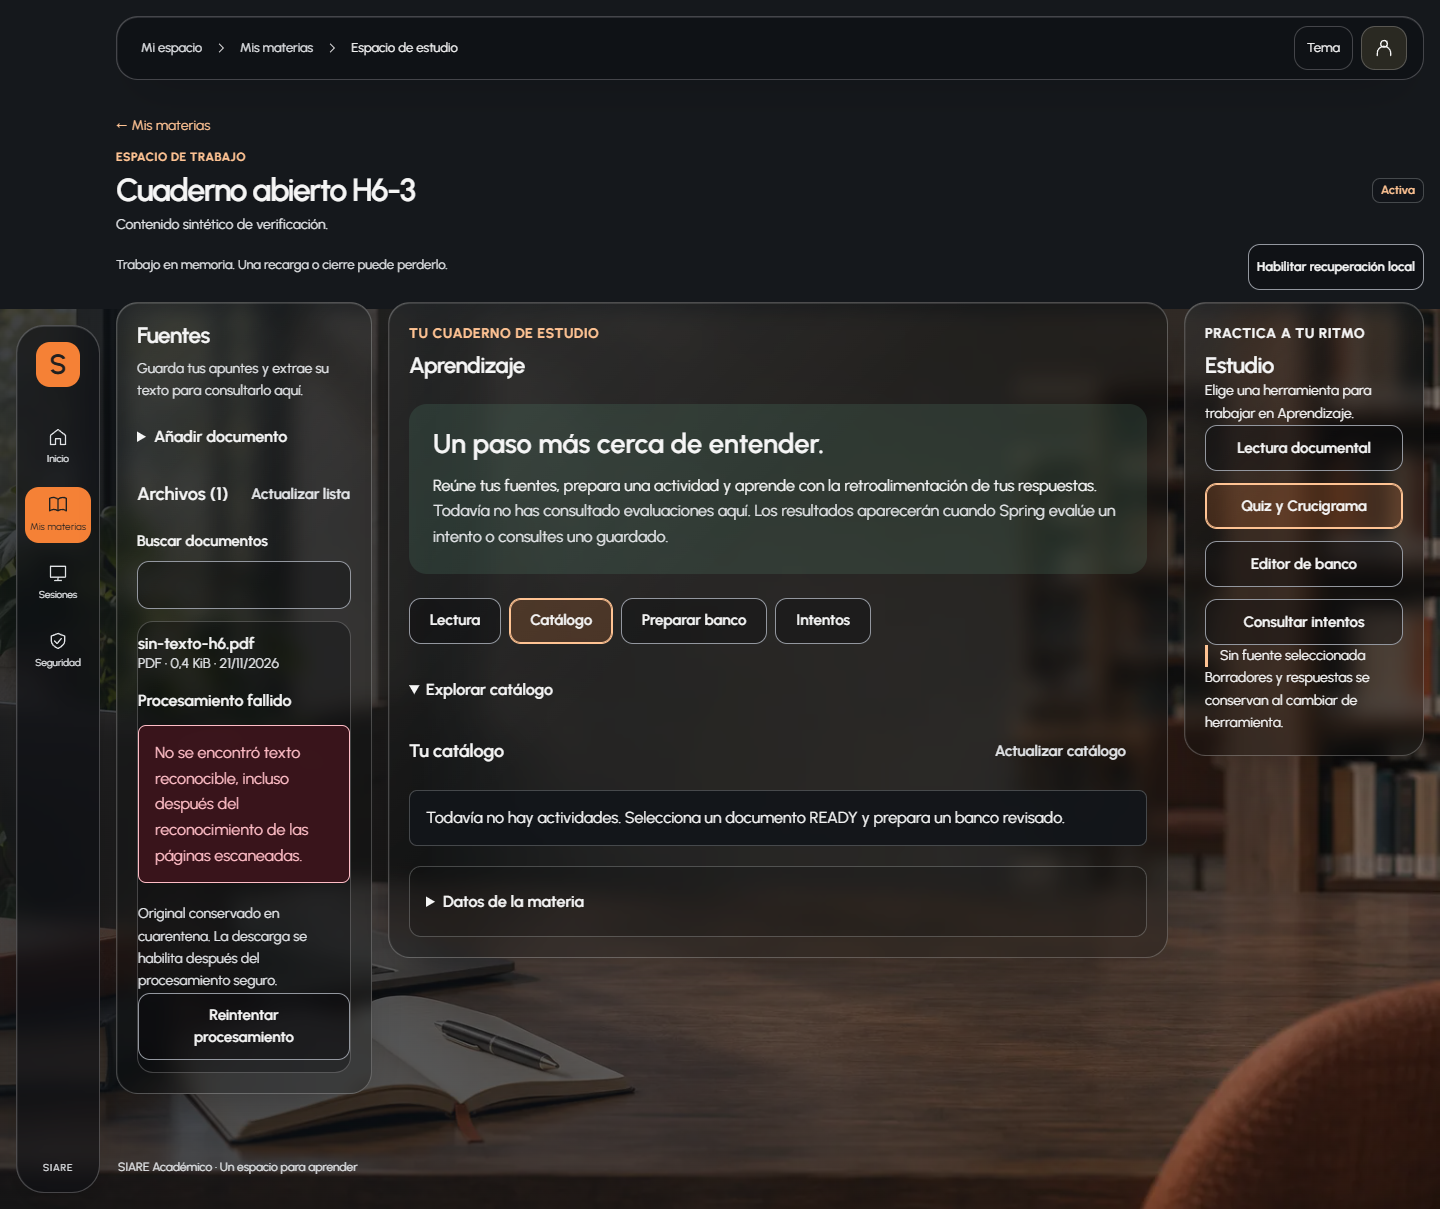 Mi espacio > Mis materias > Espacio de estudio
Tema
← Mis materias
ESPACIO DE TRABAJO
Cuaderno abierto H6-3
Activa
Contenido sintético de verificación.
Trabajo en memoria. Una recarga o cierre puede perderlo.
Habilitar recuperación local
S
Inicio
Mis materias
Sesiones
Seguridad
SIARE
Fuentes
Guarda tus apuntes y extrae su
texto para consultarlo aquí.
Añadir documento
Archivos (1)
Actualizar lista
Buscar documentos
sin-texto-h6.pdf
PDF · 0,4 KiB · 21/11/2026
Procesamiento fallido
No se encontró texto
reconocible, incluso
después del
reconocimiento de las
páginas escaneadas.
Original conservado en
cuarentena. La descarga se
habilita después del
procesamiento seguro.
Reintentar
procesamiento
TU CUADERNO DE ESTUDIO
Aprendizaje
Un paso más cerca de entender.
Reúne tus fuentes, prepara una actividad y aprende con la retroalimentación de tus respuestas.
Todavía no has consultado evaluaciones aquí. Los resultados aparecerán cuando Spring evalúe un
intento o consultes uno guardado.
Lectura
Catálogo
Preparar banco
Intentos
Explorar catálogo
Tu catálogo
Actualizar catálogo
Todavía no hay actividades. Selecciona un documento READY y prepara un banco revisado.
Datos de la materia
PRACTICA A TU RITMO
Estudio
Elige una herramienta para
trabajar en Aprendizaje.
Lectura documental
Quiz y Crucigrama
Editor de banco
Consultar intentos
Sin fuente seleccionada
Borradores y respuestas se
conservan al cambiar de
herramienta.
SIARE Académico · Un espacio para aprender